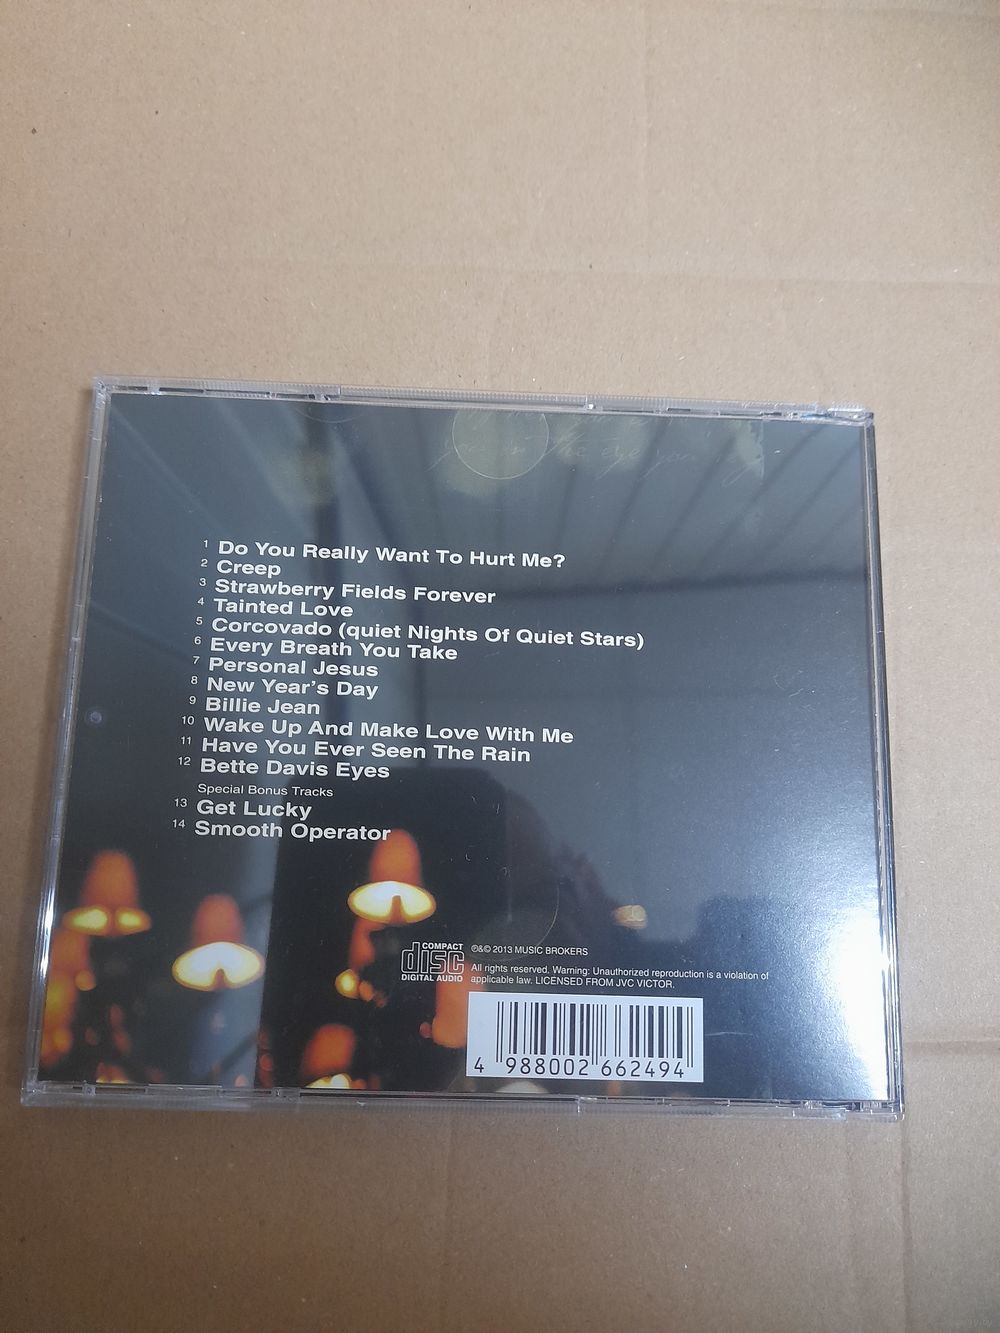 1 Do You Really Want To Hurt Me?
2 Creep
3 Strawberry Fields Forever
4 Tainted Love
5 Corcovado (quiet Nights Of Quiet Stars)
6 Every Breath You Take
7 Personal Jesus
8 New Year's Day
9 Billie Jean
10 Wake Up And Make Love With Me
11 Have You Ever Seen The Rain
12 Bette Davis Eyes
Special Bonus Tracks
13 Get Lucky
14 Smooth Operator
COMPACT
disc
DIGITAL AUDIO
℗&© 2013 MUSIC BROKERS
All rights reserved. Warning: Unauthorized reproduction is a violation of
applicable law. LICENSED FROM JVC VICTOR.
4 988002 662494